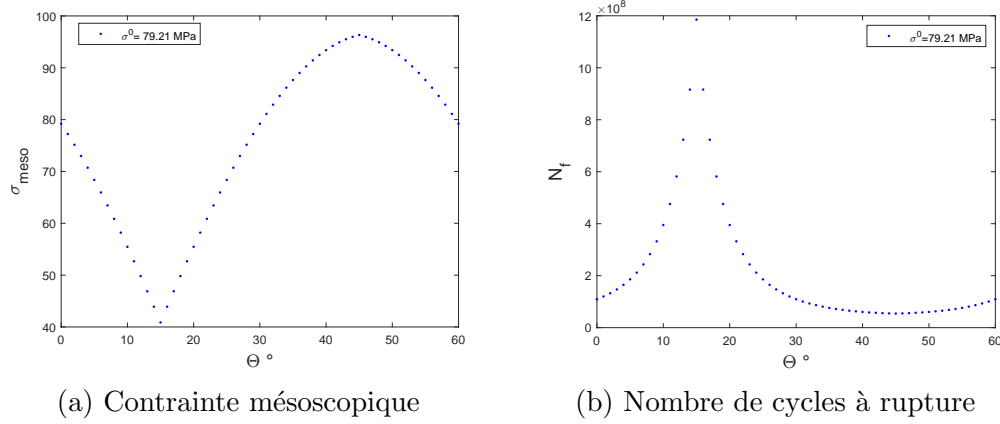 σ⁰= 79.21 MPa
100
90
80
70
60
50
40
σmeso
0 10 20 30 40 50 60
Θ °
(a) Contrainte mésoscopique
×10⁸
σ⁰=79.21 MPa
12
10
8
6
4
2
0
Nf
0 10 20 30 40 50 60
Θ °
(b) Nombre de cycles à rupture